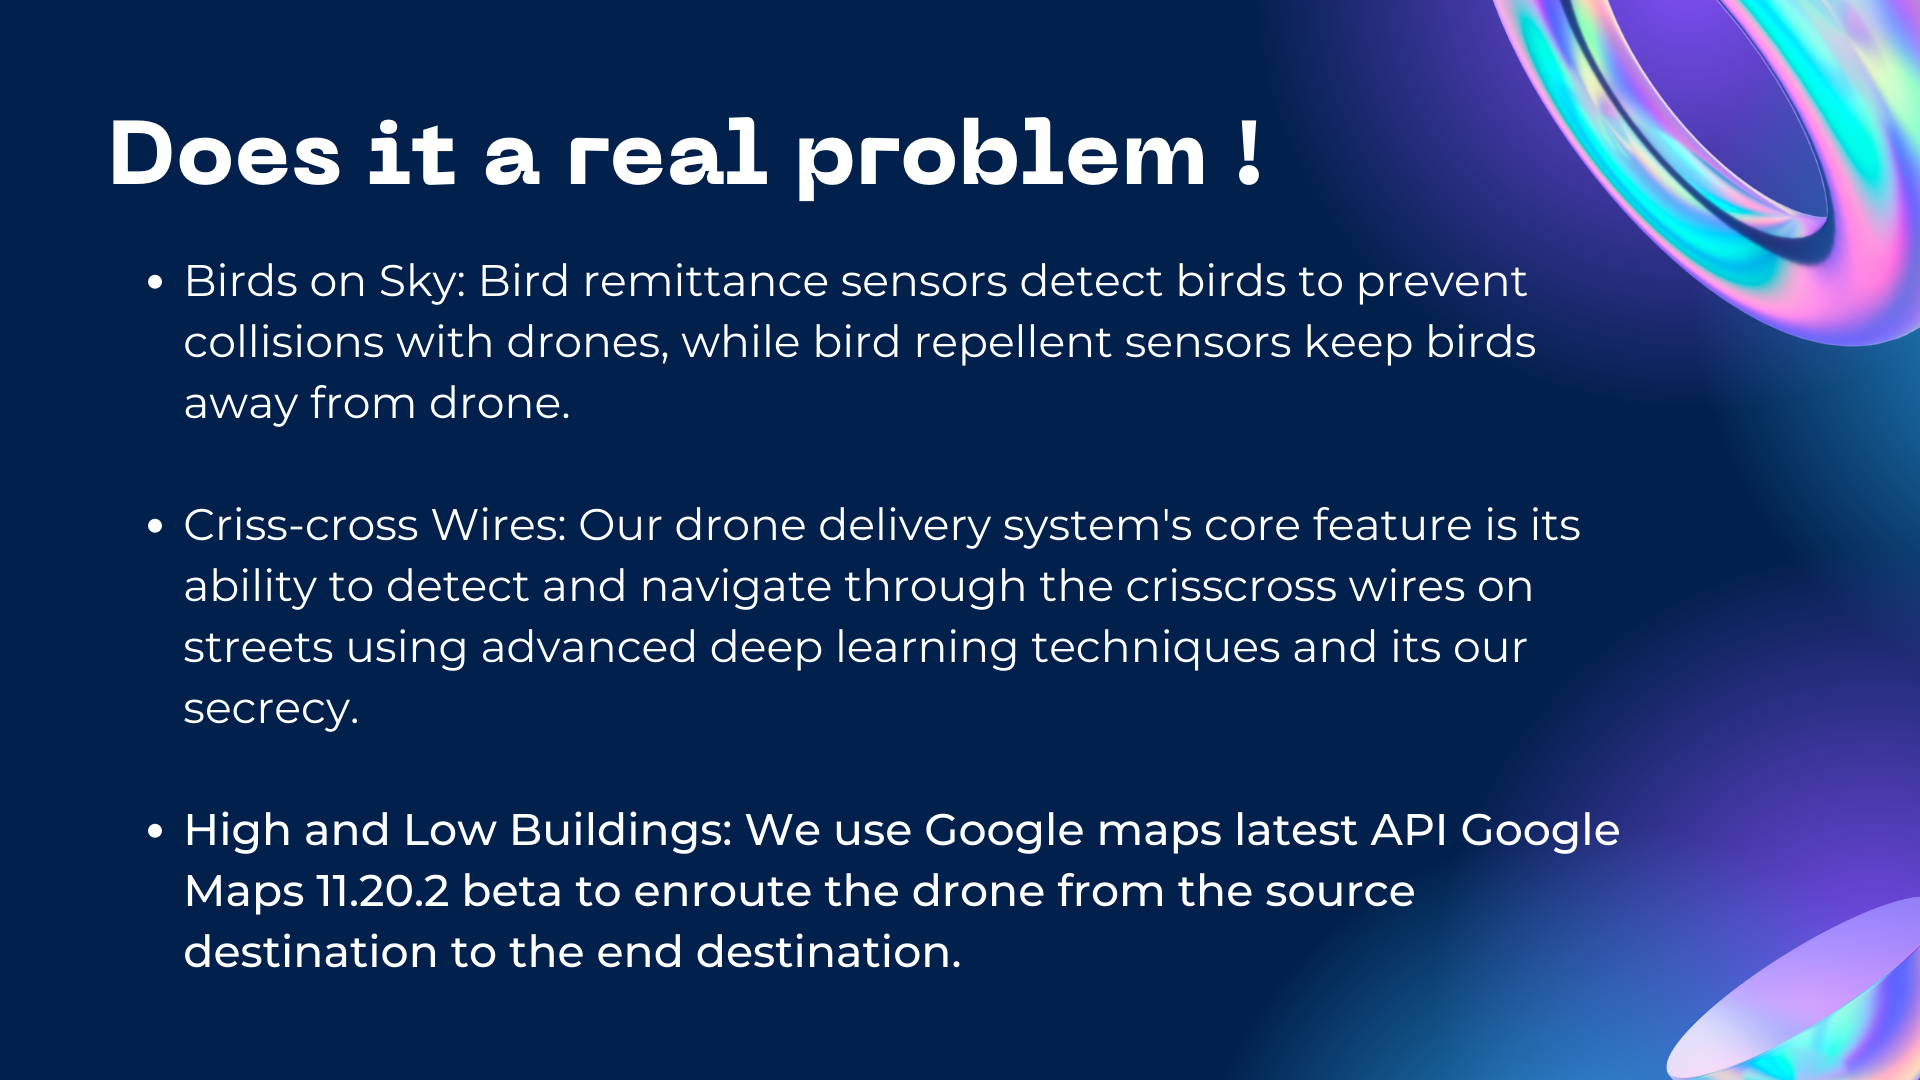 Does it a real problem !
• Birds on Sky: Bird remittance sensors detect birds to prevent
collisions with drones, while bird repellent sensors keep birds
away from drone.
• Criss-cross Wires: Our drone delivery system's core feature is its
ability to detect and navigate through the crisscross wires on
streets using advanced deep learning techniques and its our
secrecy.
• High and Low Buildings: We use Google maps latest API Google
Maps 11.20.2 beta to enroute the drone from the source
destination to the end destination.